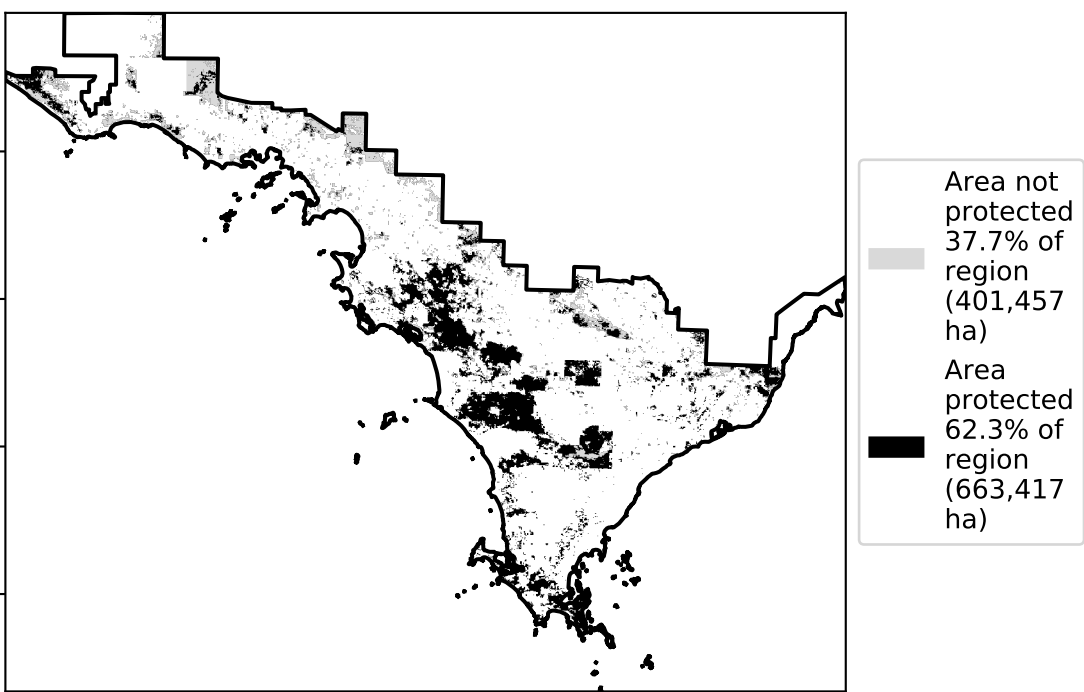 Area not
protected
37.7% of
region
(401,457
ha)
Area
protected
62.3% of
region
(663,417
ha)